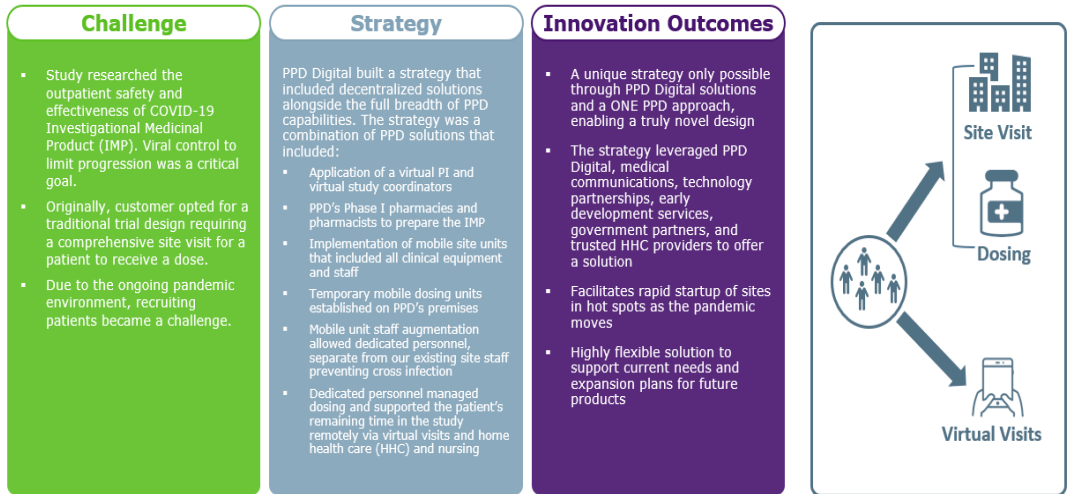 Challenge
▪ Study researched the
outpatient safety and
effectiveness of COVID-19
Investigational Medicinal
Product (IMP). Viral control to
limit progression was a critical
goal.
▪ Originally, customer opted for a
traditional trial design requiring
a comprehensive site visit for a
patient to receive a dose.
▪ Due to the ongoing pandemic
environment, recruiting
patients became a challenge.
Strategy
PPD Digital built a strategy that
included decentralized solutions
alongside the full breadth of PPD
capabilities. The strategy was a
combination of PPD solutions that
included:
▪ Application of a virtual PI and
virtual study coordinators
▪ PPD's Phase I pharmacies and
pharmacists to prepare the IMP
▪ Implementation of mobile site units
that included all clinical equipment
and staff
▪ Temporary mobile dosing units
established on PPD's premises
▪ Mobile unit staff augmentation
allowed dedicated personnel,
separate from our existing site staff
preventing cross infection
▪ Dedicated personnel managed
dosing and supported the patient's
remaining time in the study
remotely via virtual visits and home
health care (HHC) and nursing
Innovation Outcomes
▪ A unique strategy only possible
through PPD Digital solutions
and a ONE PPD approach,
enabling a truly novel design
▪ The strategy leveraged PPD
Digital, medical
communications, technology
partnerships, early
development services,
government partners, and
trusted HHC providers to offer
a solution
▪ Facilitates rapid startup of sites
in hot spots as the pandemic
moves
▪ Highly flexible solution to
support current needs and
expansion plans for future
products
Site Visit
Dosing
Virtual Visits